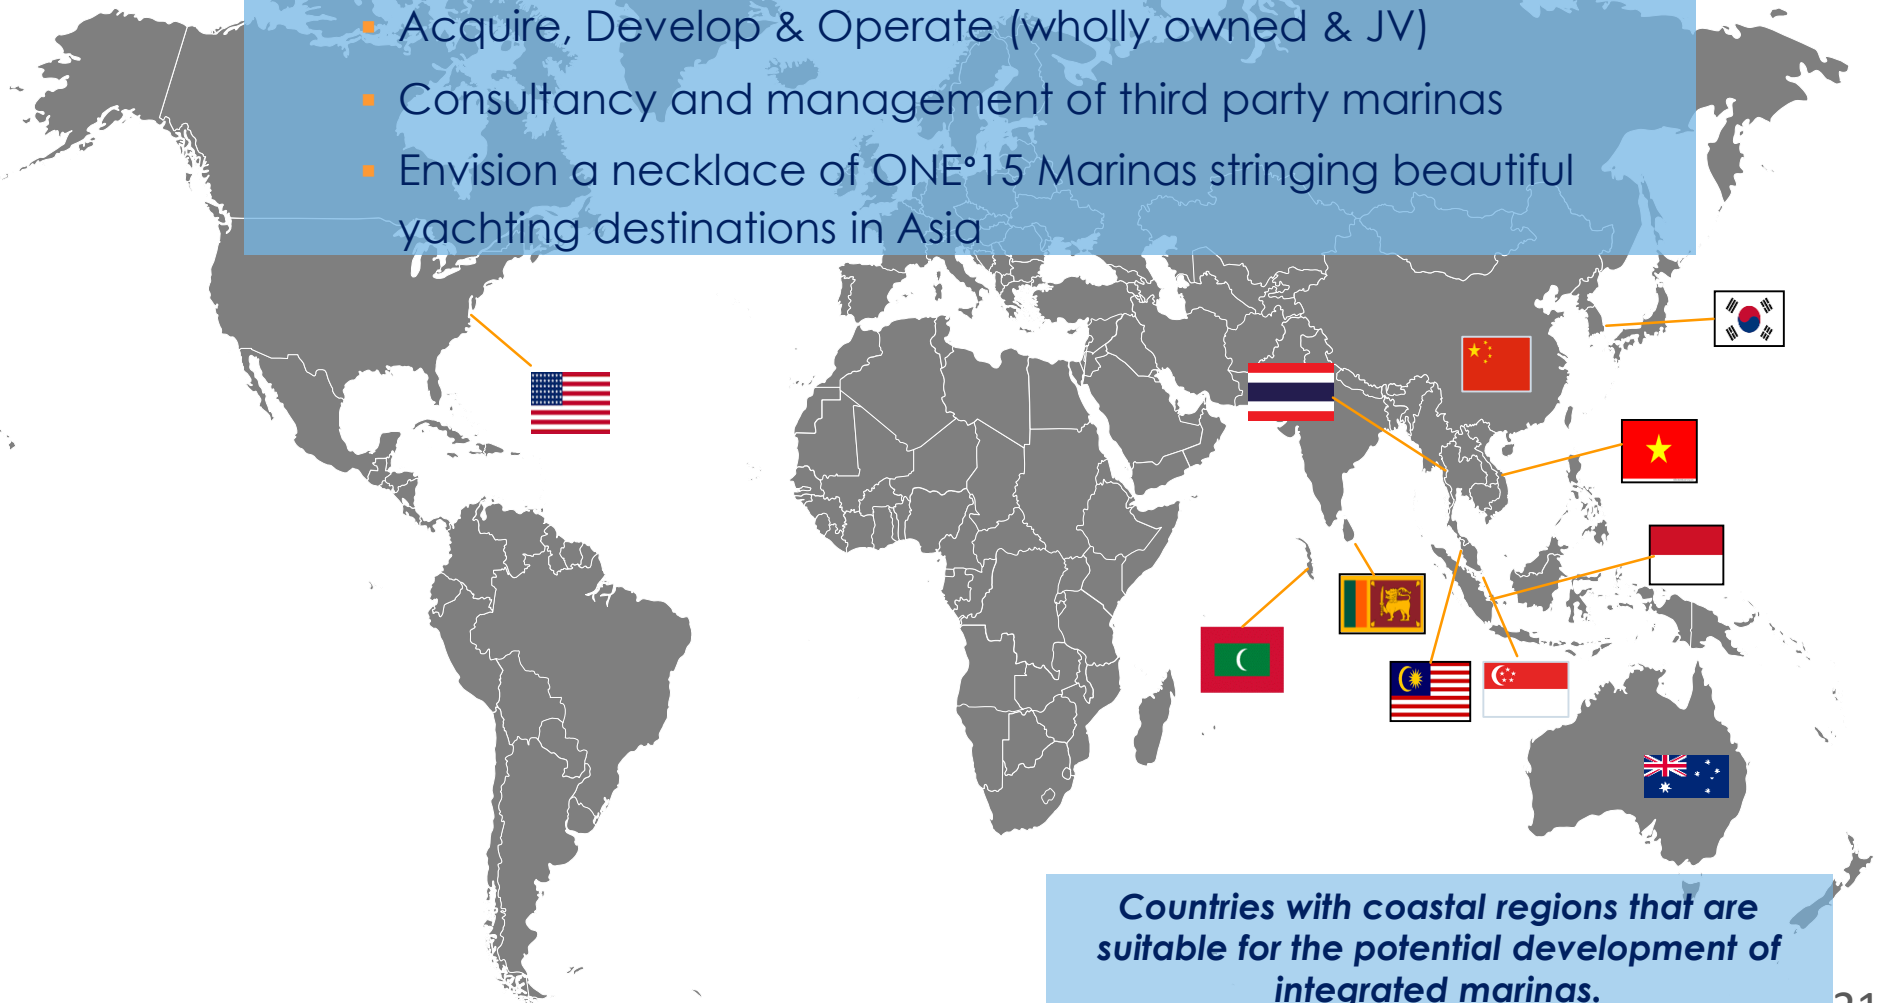 ▪ Acquire, Develop & Operate (wholly owned & JV)
▪ Consultancy and management of third party marinas
▪ Envision a necklace of ONE°15 Marinas stringing beautiful
yachting destinations in Asia
Countries with coastal regions that are
suitable for the potential development of
integrated marinas.
21